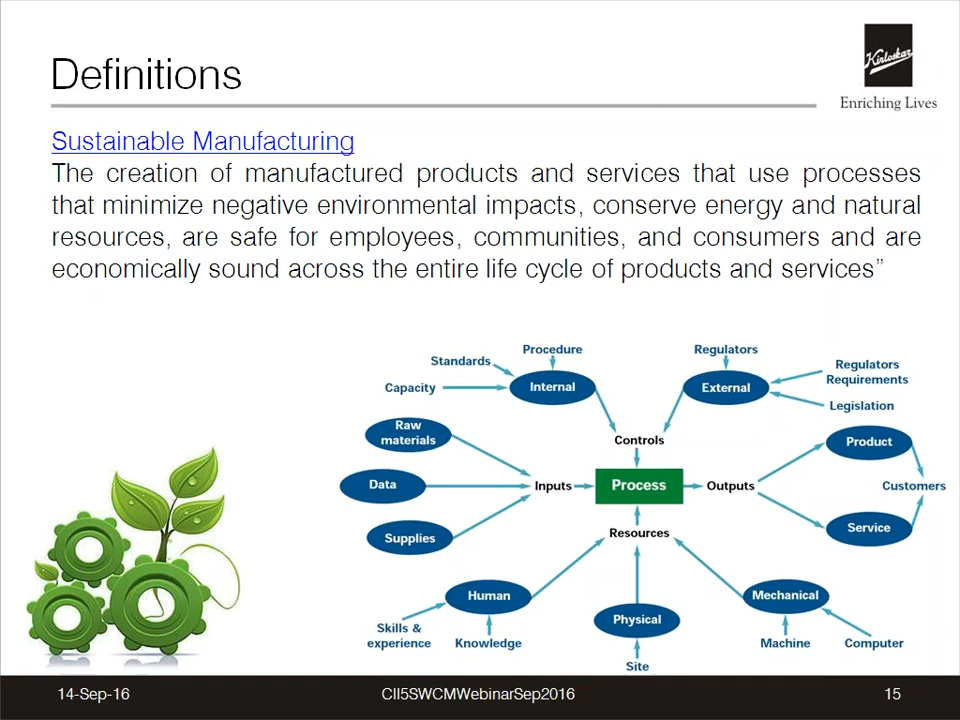 Definitions
Kirloskar
Enriching Lives
Sustainable Manufacturing
The creation of manufactured products and services that use processes
that minimize negative environmental impacts, conserve energy and natural
resources, are safe for employees, communities, and consumers and are
economically sound across the entire life cycle of products and services”
Procedure
Standards
Capacity
Internal
Regulators
External
Regulators
Requirements
Legislation
Controls
Raw
materials
Data
Supplies
Inputs
Process
Outputs
Product
Customers
Service
Resources
Human
Skills &
experience
Knowledge
Physical
Site
Mechanical
Machine
Computer
14-Sep-16
CII5SWCMWebinarSep2016
15